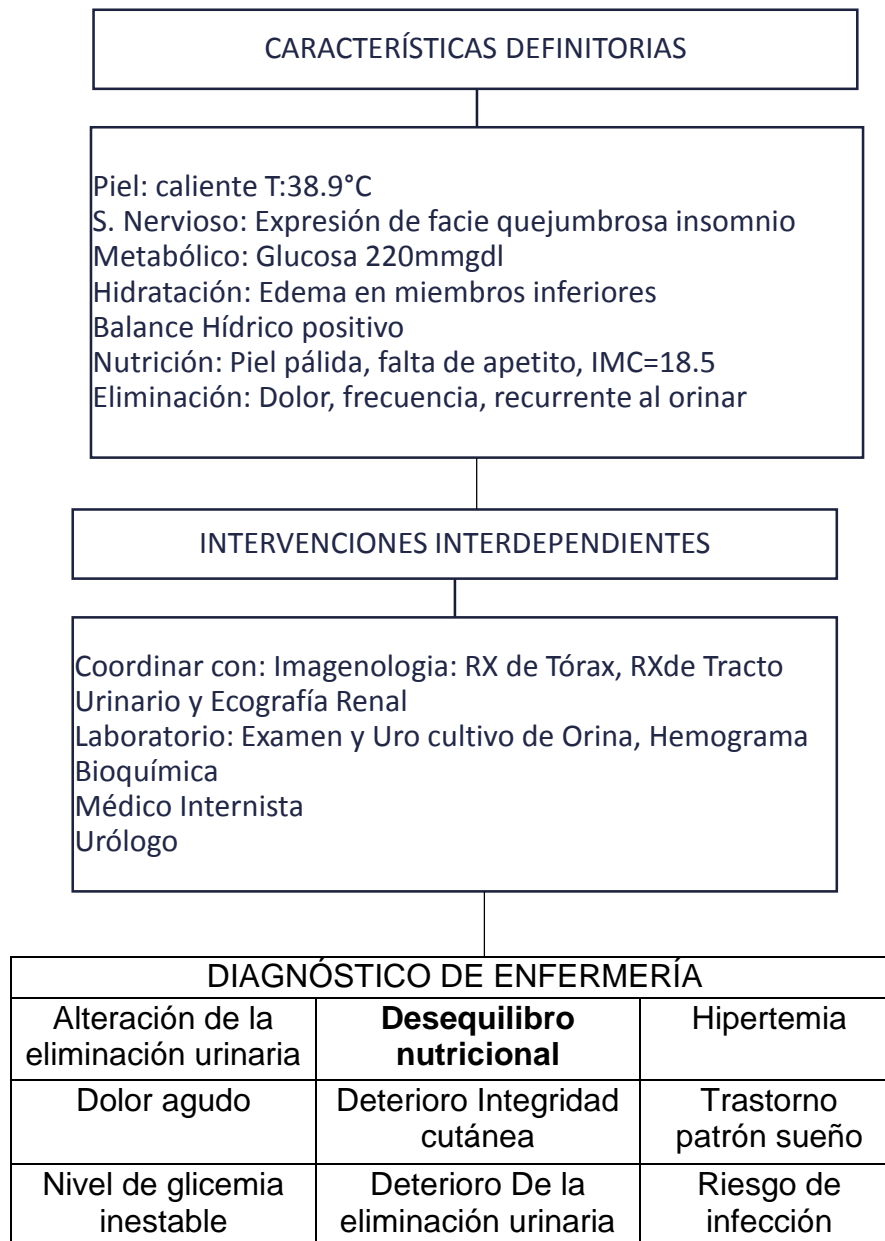 CARACTERÍSTICAS DEFINITORIAS
Piel: caliente T:38.9°C
S. Nervioso: Expresión de facie quejumbrosa insomnio
Metabólico: Glucosa 220mmgdl
Hidratación: Edema en miembros inferiores
Balance Hídrico positivo
Nutrición: Piel pálida, falta de apetito, IMC=18.5
Eliminación: Dolor, frecuencia, recurrente al orinar
INTERVENCIONES INTERDEPENDIENTES
Coordinar con: Imagenologia: RX de Tórax, RXde Tracto
Urinario y Ecografía Renal
Laboratorio: Examen y Uro cultivo de Orina, Hemograma
Bioquímica
Médico Internista
Urólogo
DIAGNÓSTICO DE ENFERMERÍA
Alteración de la
eliminación urinaria
Desequilibro
nutricional
Hipertemia
Dolor agudo
Deterioro Integridad
cutánea
Trastorno
patrón sueño
Nivel de glicemia
inestable
Deterioro De la
eliminación urinaria
Riesgo de
infección